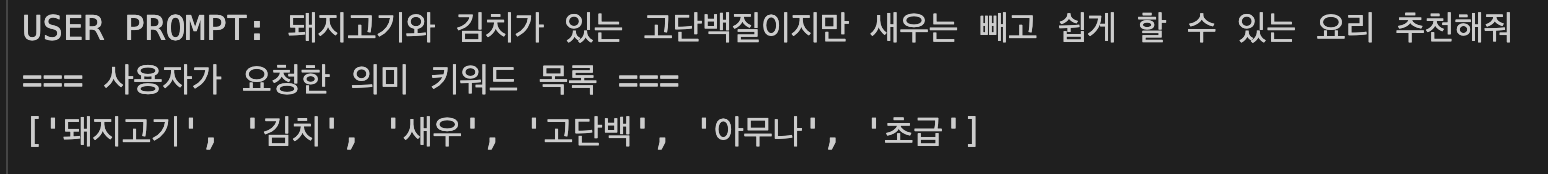 USER PROMPT: 돼지고기와 김치가 있는 고단백질이지만 새우는 빼고 쉽게 할 수 있는 요리 추천해줘
=== 사용자가 요청한 의미 키워드 목록 ===
['돼지고기', '김치', '새우', '고단백', '아무나', '초급']